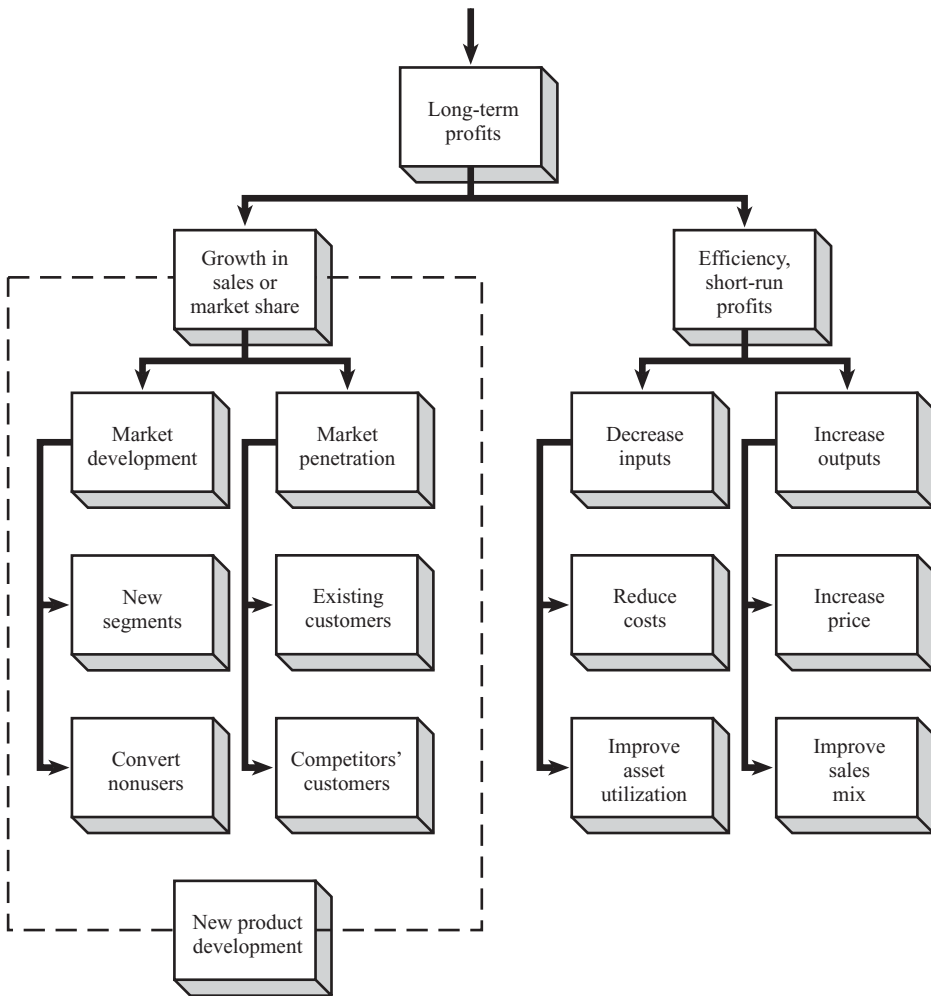 Long-term
profits
Growth in
sales or
market share
Efficiency,
short-run
profits
Market
development
Market
penetration
Decrease
inputs
Increase
outputs
New
segments
Existing
customers
Reduce
costs
Increase
price
Convert
nonusers
Competitors’
customers
Improve
asset
utilization
Improve
sales
mix
New product
development